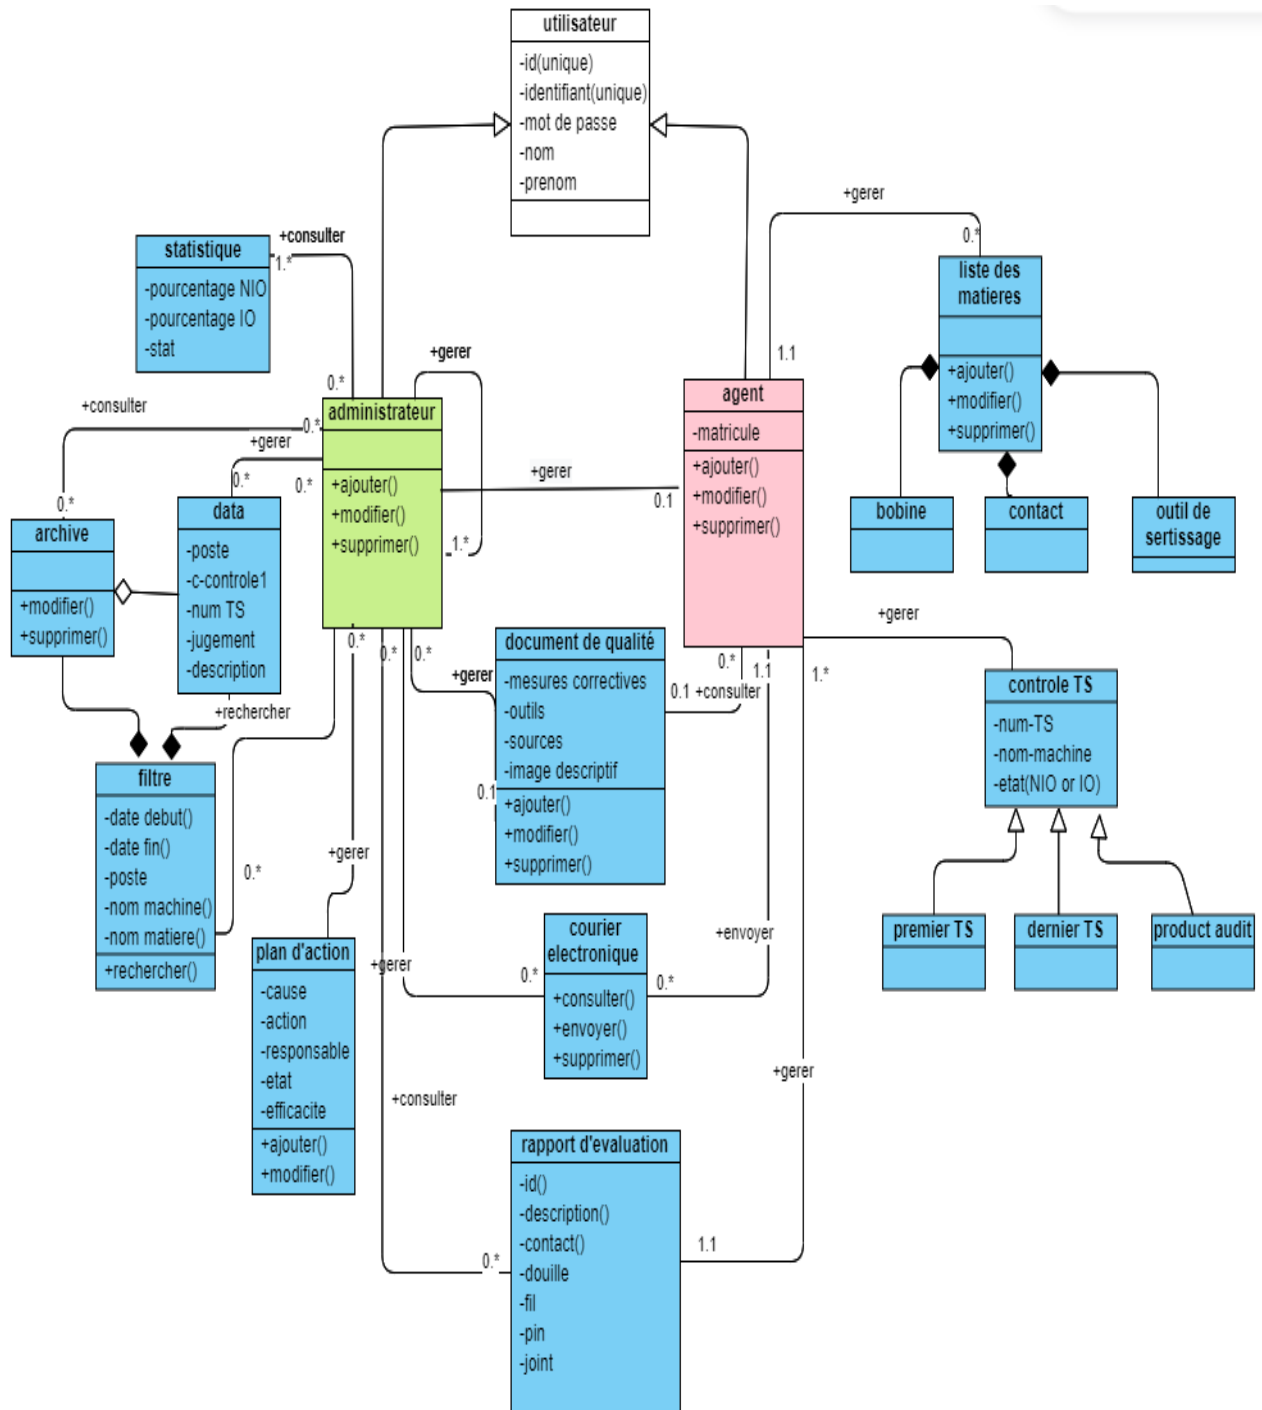 utilisateur
-id(unique)
-identifiant(unique)
-mot de passe
-nom
-prenom
+gerer
0.*
1.1
+consulter
1.*
0.*
statistique
-pourcentage NIO
-pourcentage IO
-stat
liste des
matieres
+ajouter()
+modifier()
+supprimer()
+gerer
1.*
+consulter
0.*
0.*
+gerer
0.*
0.*
administrateur
+ajouter()
+modifier()
+supprimer()
+gerer
0.1
agent
-matricule
+ajouter()
+modifier()
+supprimer()
bobine
contact
outil de
sertissage
archive
+modifier()
+supprimer()
data
-poste
-c-controle1
-num TS
-jugement
-description
+rechercher
0.*
0.*
0.*
+gerer
0.1
document de qualité
-mesures correctives
-outils
-sources
-image descriptif
+ajouter()
+modifier()
+supprimer()
0.*
0.1
+consulter
1.1
1.*
+gerer
controle TS
-num-TS
-nom-machine
-etat(NIO or IO)
filtre
-date debut()
-date fin()
-poste
-nom machine()
-nom matiere()
+rechercher()
0.*
+gerer
plan d'action
-cause
-action
-responsable
-etat
-efficacite
+ajouter()
+modifier()
+gerer
0.*
courier
electronique
+consulter()
+envoyer()
+supprimer()
0.*
+envoyer
premier TS
dernier TS
product audit
+consulter
0.*
+gerer
1.1
rapport d'evaluation
-id()
-description()
-contact()
-douille
-fil
-pin
-joint